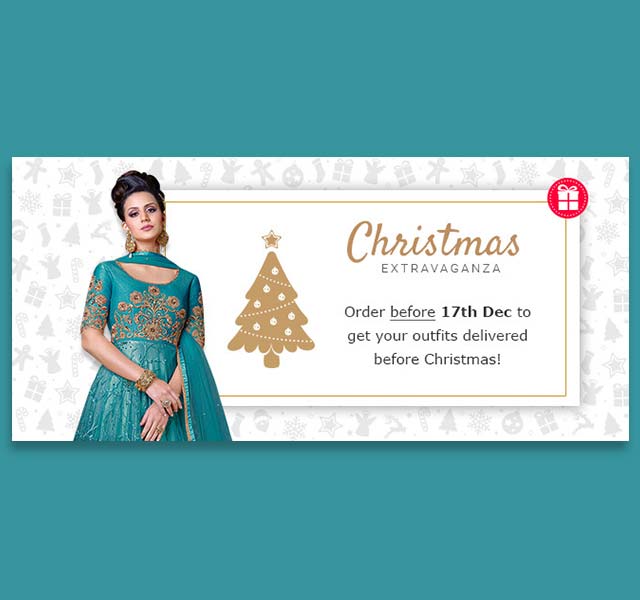 Christmas
EXTRAVAGANZA
Order before 17th Dec to
get your outfits delivered
before Christmas!